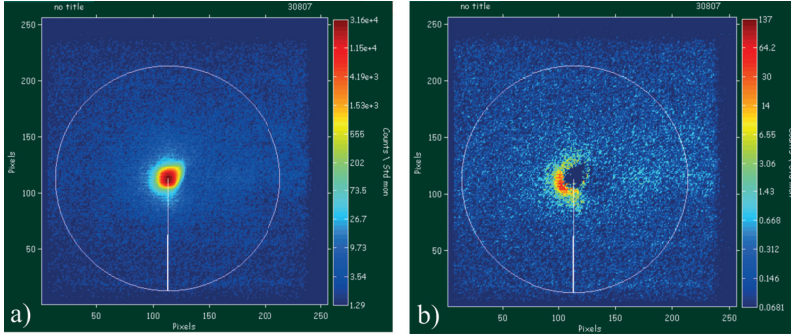 no title 30807
250
200
150
100
50
50 100 150 200 250
Pixels
Pixels
3.16e+4
1.15e+4
4.19e+3
1.53e+3
555
202
73.5
26.7
9.73
3.54
1.29
Counts \ Std mon
a)
no title 30807
250
200
150
100
50
50 100 150 200 250
Pixels
Pixels
137
64.2
30
14
6.55
3.06
1.43
0.668
0.312
0.146
0.0681
b)